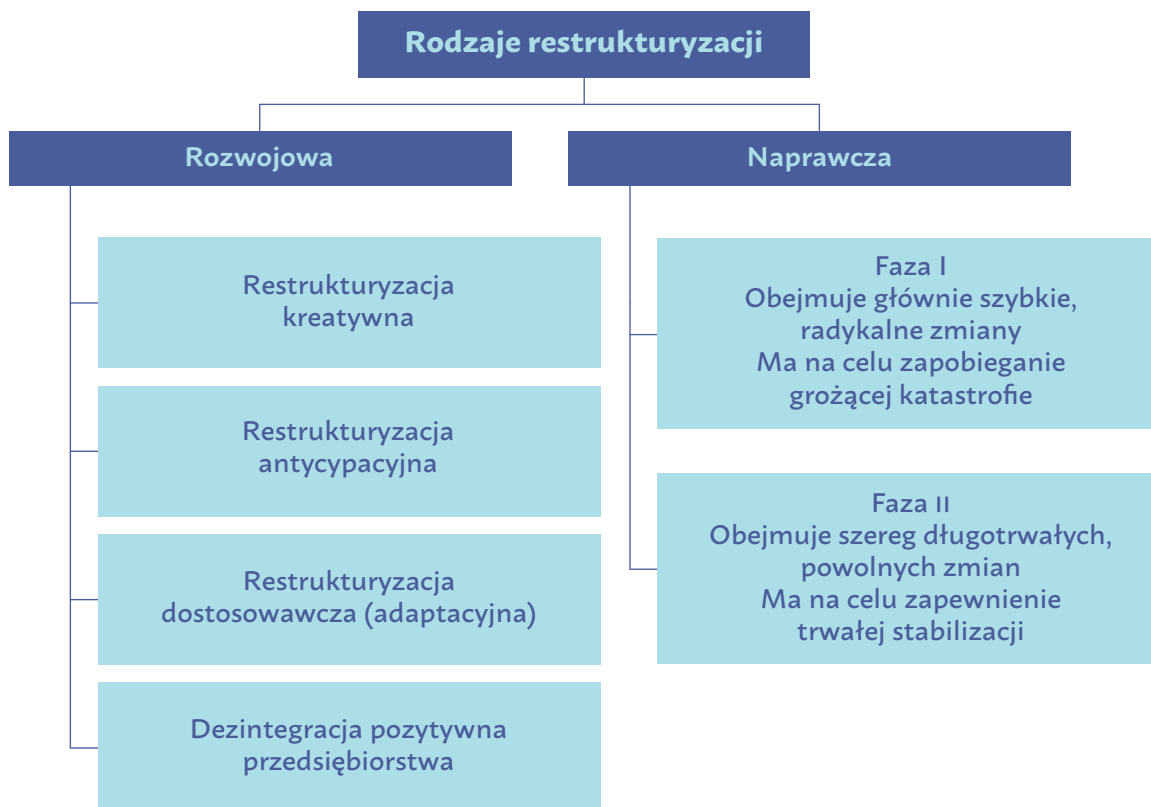 Rodzaje restrukturyzacji
Rozwojowa
Restrukturyzacja
kreatywna
Restrukturyzacja
antycypacyjna
Restrukturyzacja
dostosowawcza (adaptacyjna)
Dezintegracja pozytywna
przedsiębiorstwa
Naprawcza
Faza I
Obejmuje głównie szybkie,
radykalne zmiany
Ma na celu zapobieganie
grożącej katastrofie
Faza II
Obejmuje szereg długotrwałych,
powolnych zmian
Ma na celu zapewnienie
trwałej stabilizacji